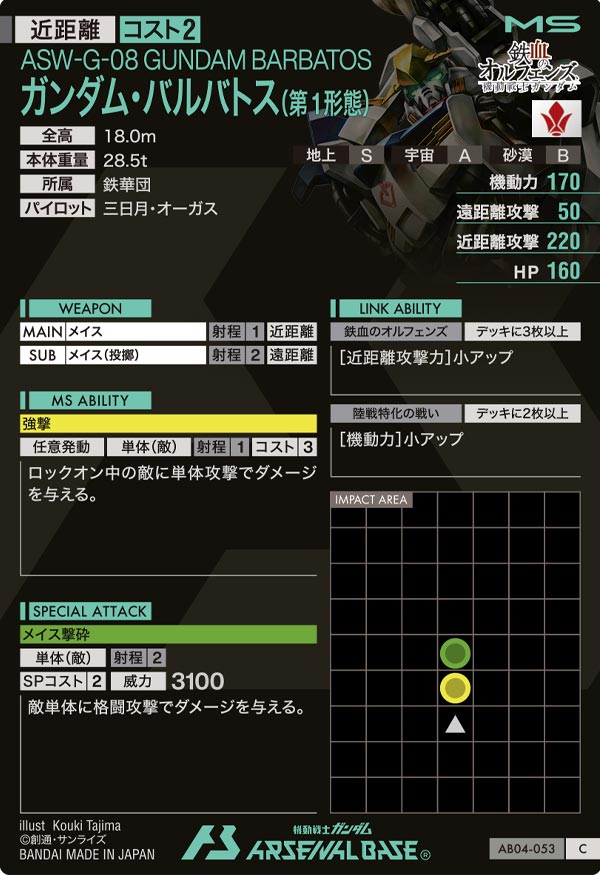 近距離 コスト2 MS
ASW-G-08 GUNDAM BARBATOS
ガンダム・バルバトス(第1形態)
鉄血のオルフェンズ
機動戦士ガンダム
全高 18.0m
本体重量 28.5t
所属 鉄華団
パイロット 三日月・オーガス
地上 S 宇宙 A 砂漠 B
機動力 170
遠距離攻撃 50
近距離攻撃 220
HP 160
WEAPON
MAIN メイス 射程 1 近距離
SUB メイス(投擲) 射程 2 遠距離
MS ABILITY
強撃
任意発動 単体(敵) 射程 1 コスト 3
ロックオン中の敵に単体攻撃でダメージ
を与える。
SPECIAL ATTACK
メイス撃砕
単体(敵) 射程 2
SPコスト 2 威力 3100
敵単体に格闘攻撃でダメージを与える。
LINK ABILITY
鉄血のオルフェンズ デッキに3枚以上
[近距離攻撃力]小アップ
陸戦特化の戦い デッキに2枚以上
[機動力]小アップ
IMPACT AREA
illust Kouki Tajima
©創通・サンライズ
BANDAI MADE IN JAPAN
機動戦士ガンダム
AB ARSENAL BASE®
AB04-053 C